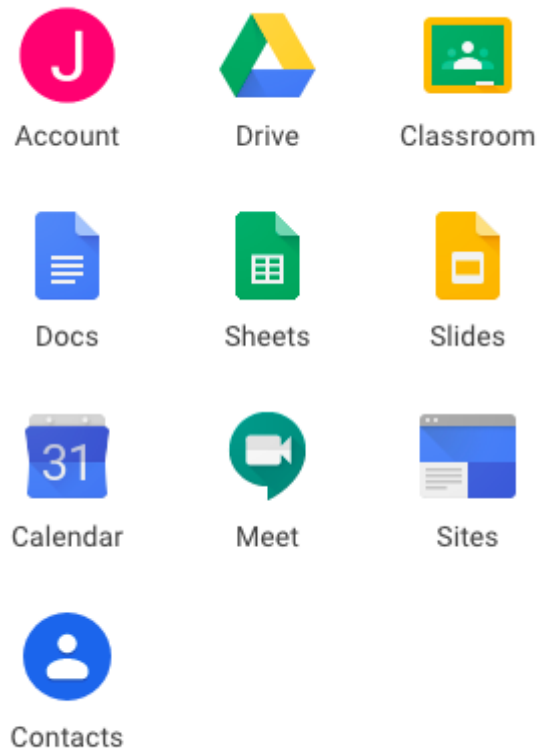 J
Account
Drive
Classroom
Docs
Sheets
Slides
31
Calendar
Meet
Sites
Contacts